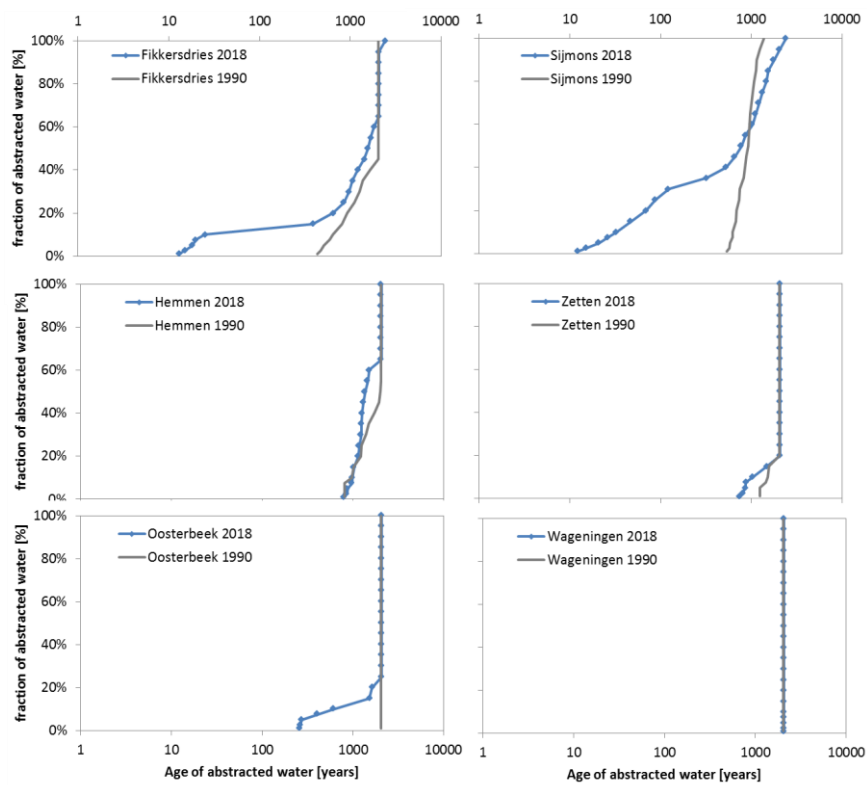 1 10 100 1000 10000 1 10 100 1000 10000
fraction of abstracted water [%]
100%
80%
60%
40%
20%
0%
Fikkersdries 2018
Fikkersdries 1990
Sijmons 2018
Sijmons 1990
fraction of abstracted water [%]
100%
80%
60%
40%
20%
0%
Hemmen 2018
Hemmen 1990
Zetten 2018
Zetten 1990
fraction of abstracted water [%]
100%
80%
60%
40%
20%
0%
Oosterbeek 2018
Oosterbeek 1990
Wageningen 2018
Wageningen 1990
1 10 100 1000 10000 1 10 100 1000 10000
Age of abstracted water [years] Age of abstracted water [years]